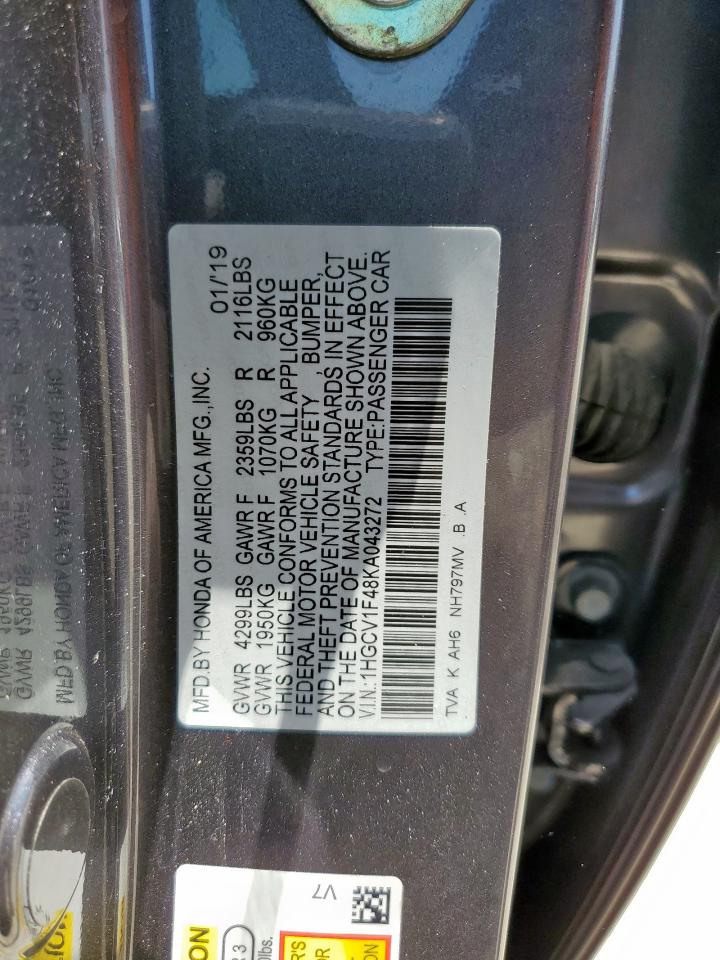 MFD.BY HONDA OF AMERICA MFG.,INC. 01/'19
GVWR 4299LBS GAWR F 2359LBS R 2116LBS
GVWR 1950KG GAWR F 1070KG R 960KG
THIS VEHICLE CONFORMS TO ALL APPLICABLE
FEDERAL MOTOR VEHICLE SAFETY , BUMPER,
AND THEFT PREVENTION STANDARDS IN EFFECT
ON THE DATE OF MANUFACTURE SHOWN ABOVE.
V.I.N.:1HGCV1F48KA043272 TYPE:PASSENGER CAR
TVA K AH6 NH797MV .B .A
V7